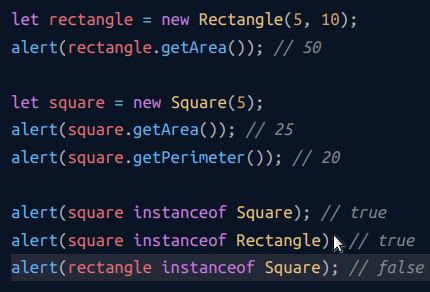 let rectangle = new Rectangle(5, 10);
alert(rectangle.getArea()); // 50
let square = new Square(5);
alert(square.getArea()); // 25
alert(square.getPerimeter()); // 20
alert(square instanceof Square); // true
alert(square instanceof Rectangle); // true
alert(rectangle instanceof Square); // false